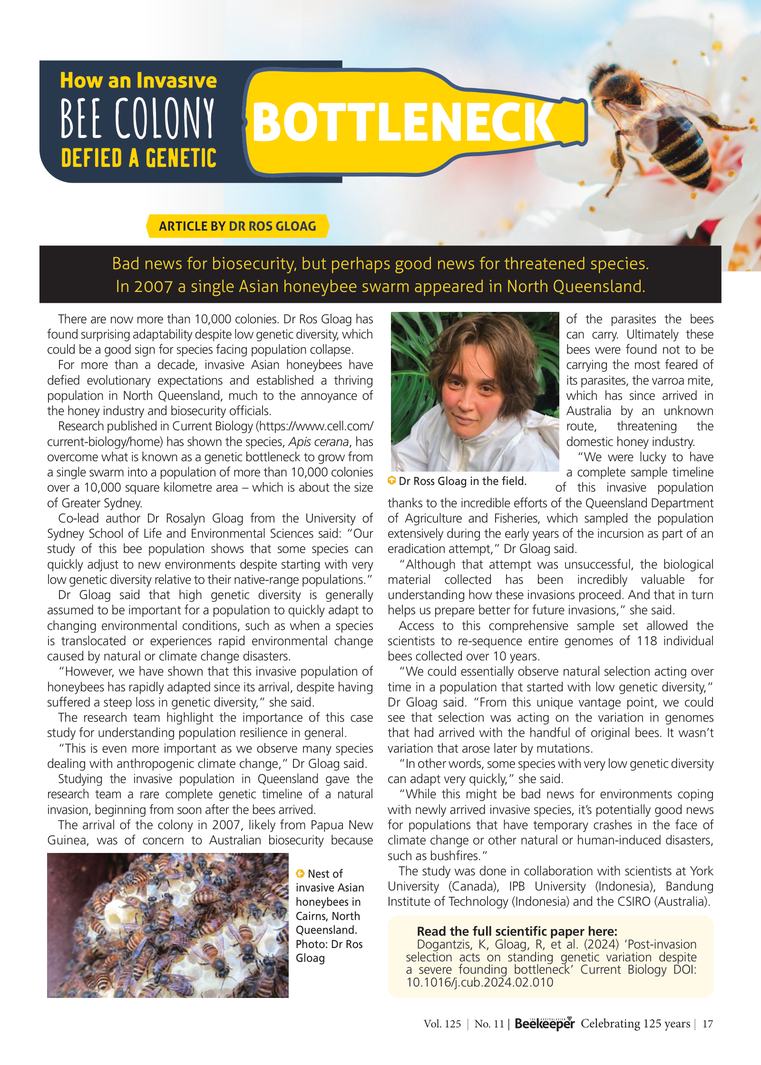 How an Invasive
BEE COLONY
DEFIED A GENETIC
BOTTLENECK
ARTICLE BY DR ROS GLOAG
Bad news for biosecurity, but perhaps good news for threatened species.
In 2007 a single Asian honeybee swarm appeared in North Queensland.
There are now more than 10,000 colonies. Dr Ros Gloag has
found surprising adaptability despite low genetic diversity, which
could be a good sign for species facing population collapse.
For more than a decade, invasive Asian honeybees have
defied evolutionary expectations and established a thriving
population in North Queensland, much to the annoyance of
the honey industry and biosecurity officials.
Research published in Current Biology (https://www.cell.com/
current-biology/home) has shown the species, Apis cerana, has
overcome what is known as a genetic bottleneck to grow from
a single swarm into a population of more than 10,000 colonies
over a 10,000 square kilometre area – which is about the size
of Greater Sydney.
Co-lead author Dr Rosalyn Gloag from the University of
Sydney School of Life and Environmental Sciences said: “Our
study of this bee population shows that some species can
quickly adjust to new environments despite starting with very
low genetic diversity relative to their native-range populations.”
Dr Gloag said that high genetic diversity is generally
assumed to be important for a population to quickly adapt to
changing environmental conditions, such as when a species
is translocated or experiences rapid environmental change
caused by natural or climate change disasters.
“However, we have shown that this invasive population of
honeybees has rapidly adapted since its arrival, despite having
suffered a steep loss in genetic diversity,” she said.
The research team highlight the importance of this case
study for understanding population resilience in general.
“This is even more important as we observe many species
dealing with anthropogenic climate change,” Dr Gloag said.
Studying the invasive population in Queensland gave the
research team a rare complete genetic timeline of a natural
invasion, beginning from soon after the bees arrived.
The arrival of the colony in 2007, likely from Papua New
Guinea, was of concern to Australian biosecurity because
Nest of
invasive Asian
honeybees in
Cairns, North
Queensland.
Photo: Dr Ros
Gloag
Dr Ross Gloag in the field.
of the parasites the bees
can carry. Ultimately these
bees were found not to be
carrying the most feared of
its parasites, the varroa mite,
which has since arrived in
Australia by an unknown
route, threatening the
domestic honey industry.
“We were lucky to have
a complete sample timeline
of this invasive population
thanks to the incredible efforts of the Queensland Department
of Agriculture and Fisheries, which sampled the population
extensively during the early years of the incursion as part of an
eradication attempt,” Dr Gloag said.
“Although that attempt was unsuccessful, the biological
material collected has been incredibly valuable for
understanding how these invasions proceed. And that in turn
helps us prepare better for future invasions,” she said.
Access to this comprehensive sample set allowed the
scientists to re-sequence entire genomes of 118 individual
bees collected over 10 years.
“We could essentially observe natural selection acting over
time in a population that started with low genetic diversity,”
Dr Gloag said. “From this unique vantage point, we could
see that selection was acting on the variation in genomes
that had arrived with the handful of original bees. It wasn’t
variation that arose later by mutations.
“In other words, some species with very low genetic diversity
can adapt very quickly,” she said.
“While this might be bad news for environments coping
with newly arrived invasive species, it’s potentially good news
for populations that have temporary crashes in the face of
climate change or other natural or human-induced disasters,
such as bushfires.”
The study was done in collaboration with scientists at York
University (Canada), IPB University (Indonesia), Bandung
Institute of Technology (Indonesia) and the CSIRO (Australia).
Read the full scientific paper here:
Dogantzis, K, Gloag, R, et al. (2024) ‘Post-invasion
selection acts on standing genetic variation despite
a severe founding bottleneck’ Current Biology DOI:
10.1016/j.cub.2024.02.010
Vol. 125 | No. 11 | Beekeeper Celebrating 125 years | 17